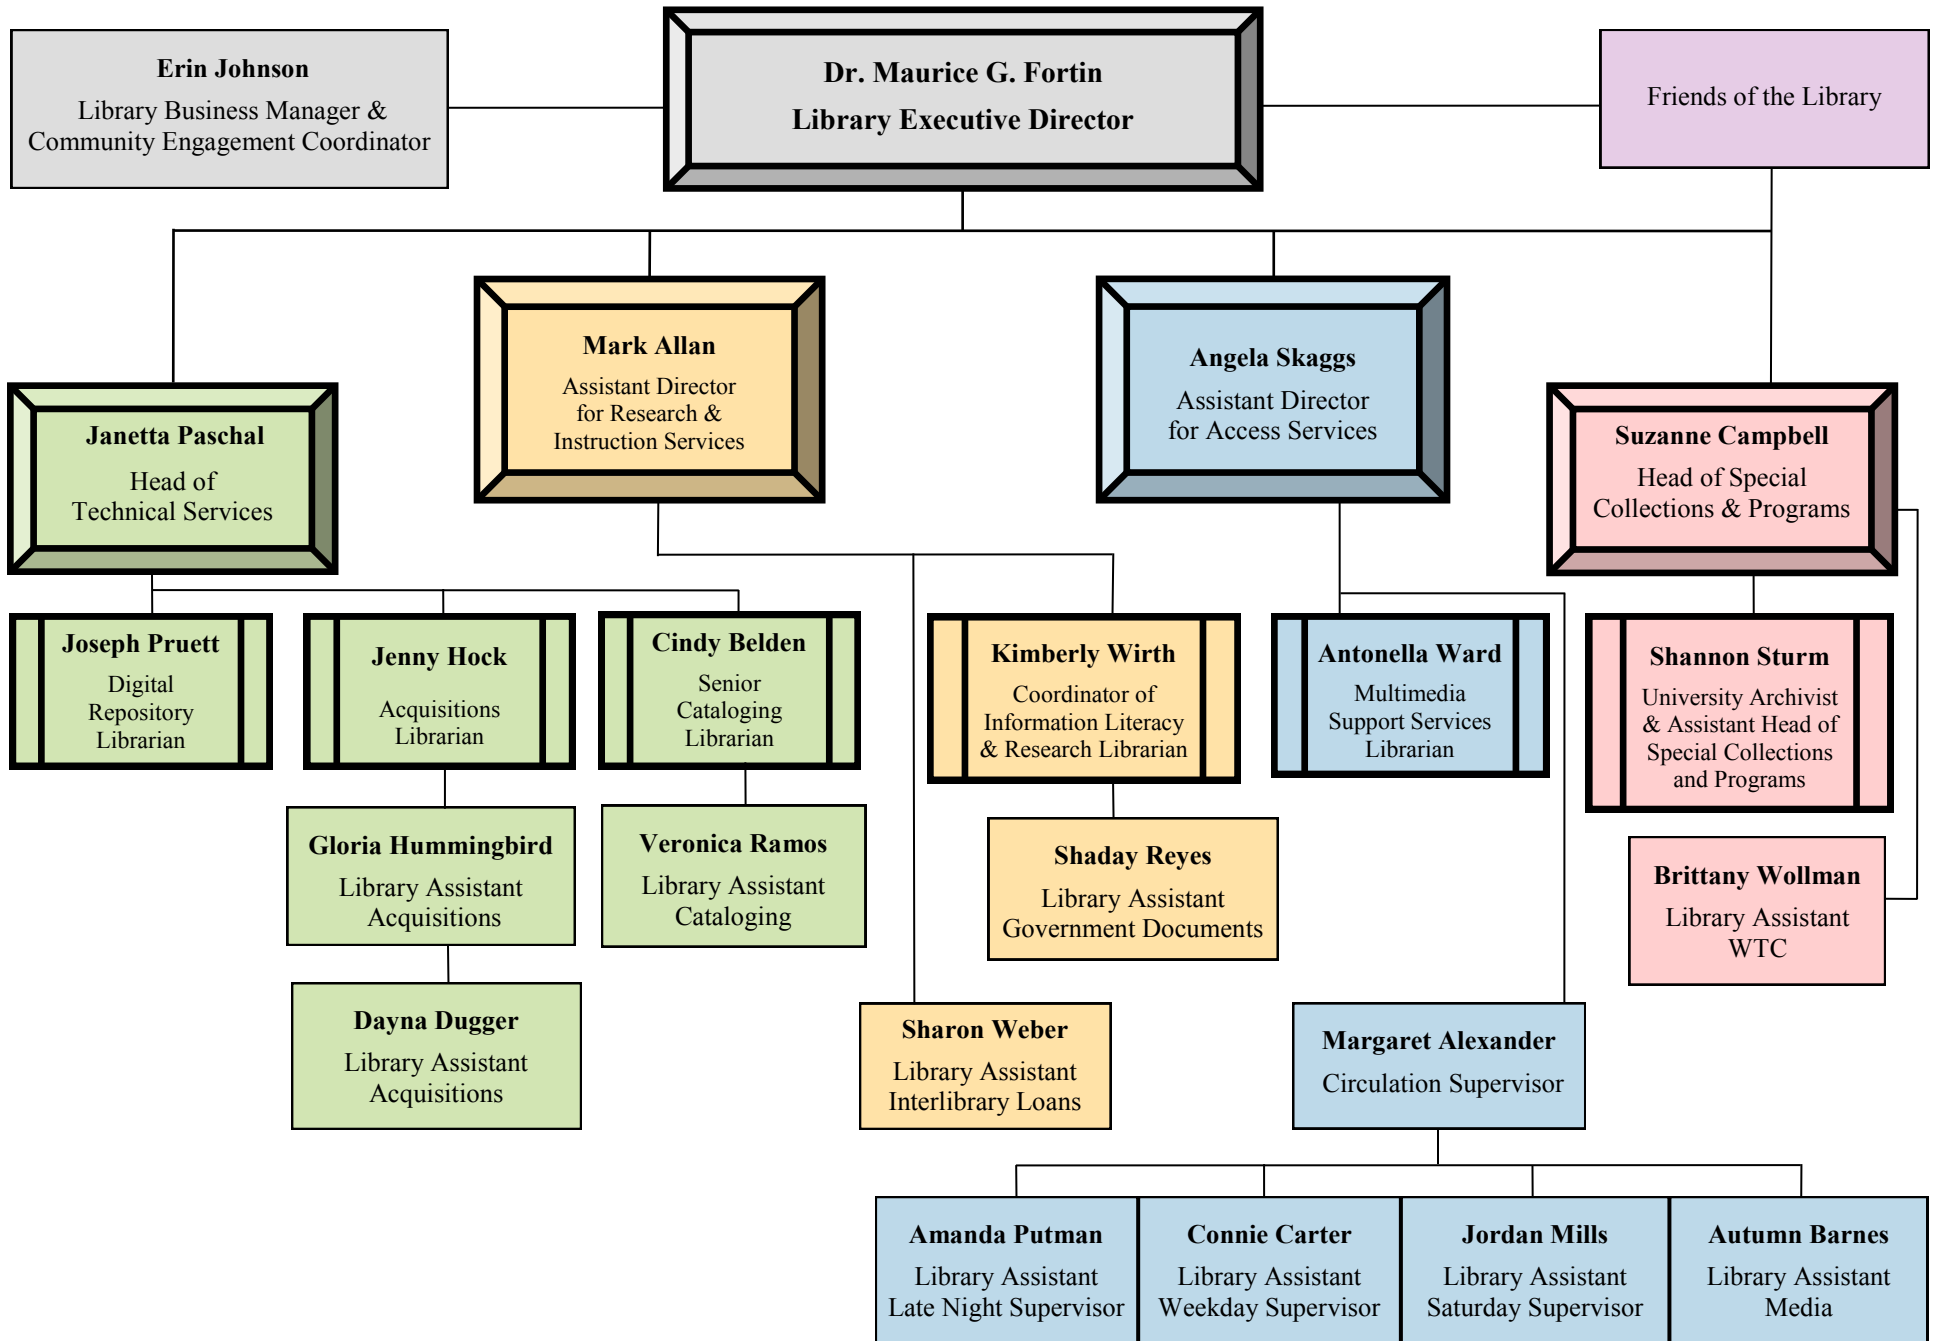 Erin Johnson
Library Business Manager &
Community Engagement Coordinator
Dr. Maurice G. Fortin
Library Executive Director
Friends of the Library
Janetta Paschal
Head of
Technical Services
Mark Allan
Assistant Director
for Research &
Instruction Services
Angela Skaggs
Assistant Director
for Access Services
Suzanne Campbell
Head of Special
Collections & Programs
Joseph Pruett
Digital
Repository
Librarian
Jenny Hock
Acquisitions
Librarian
Cindy Belden
Senior
Cataloging
Librarian
Kimberly Wirth
Coordinator of
Information Literacy
& Research Librarian
Antonella Ward
Multimedia
Support Services
Librarian
Shannon Sturm
University Archivist
& Assistant Head of
Special Collections
and Programs
Gloria Hummingbird
Library Assistant
Acquisitions
Veronica Ramos
Library Assistant
Cataloging
Shaday Reyes
Library Assistant
Government Documents
Brittany Wollman
Library Assistant
WTC
Dayna Dugger
Library Assistant
Acquisitions
Sharon Weber
Library Assistant
Interlibrary Loans
Margaret Alexander
Circulation Supervisor
Amanda Putman
Library Assistant
Late Night Supervisor
Connie Carter
Library Assistant
Weekday Supervisor
Jordan Mills
Library Assistant
Saturday Supervisor
Autumn Barnes
Library Assistant
Media